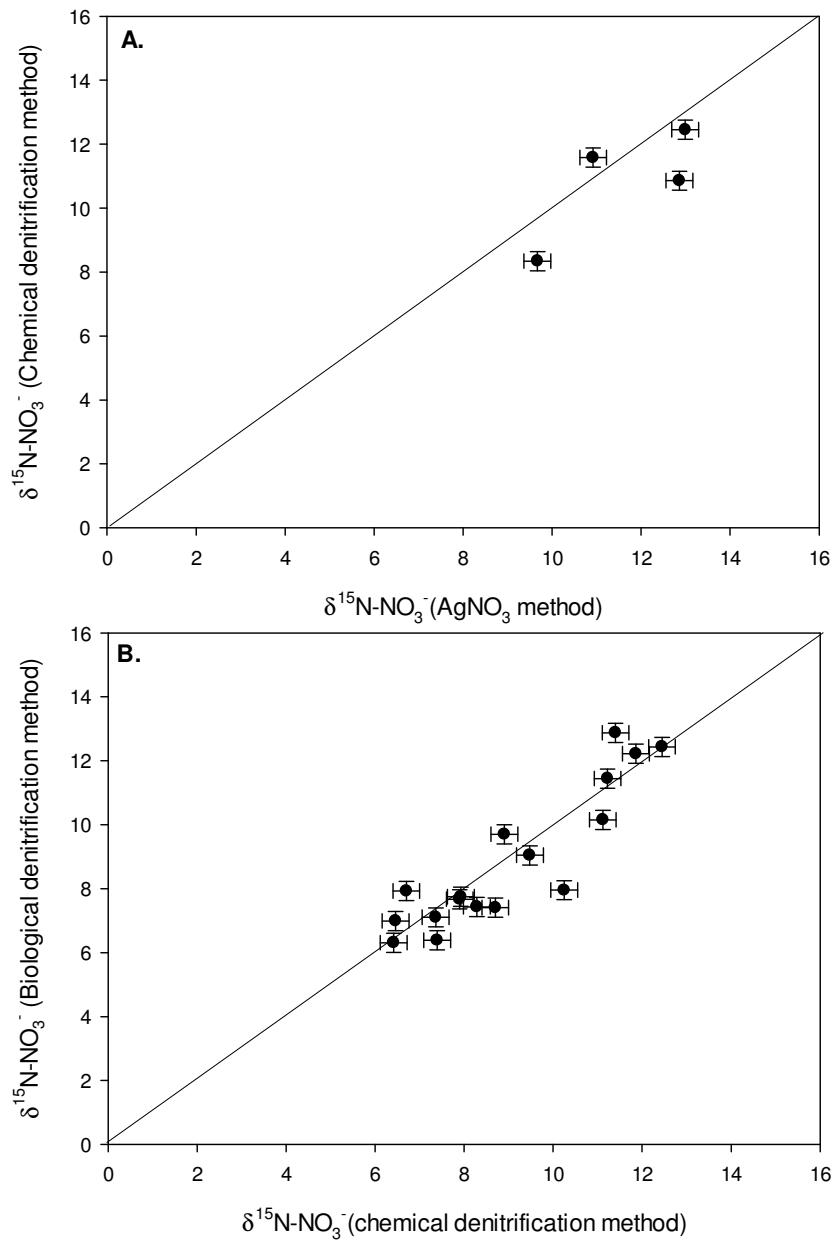 A.
16
14
12
10
8
6
4
2
0
δ¹⁵N-NO₃⁻ (Chemical denitrification method)
0 2 4 6 8 10 12 14 16
δ¹⁵N-NO₃⁻(AgNO₃ method)
B.
16
14
12
10
8
6
4
2
0
δ¹⁵N-NO₃⁻ (Biological denitrification method)
0 2 4 6 8 10 12 14 16
δ¹⁵N-NO₃⁻(chemical denitrification method)